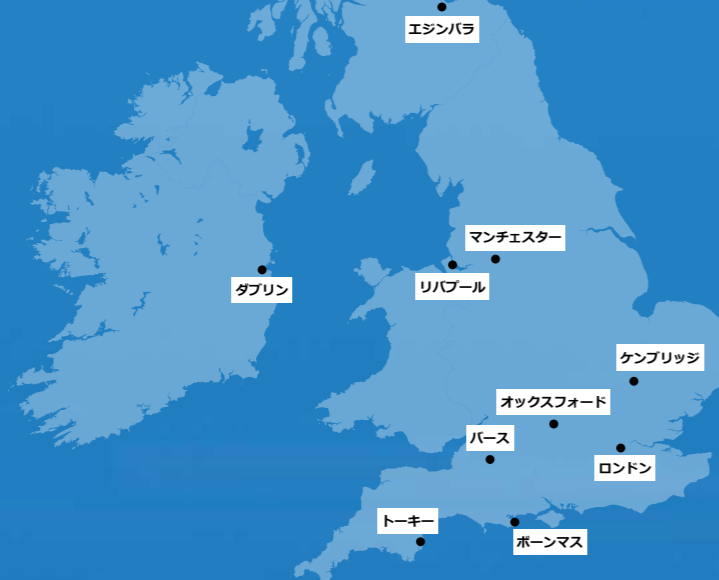 エジンバラ
マンチェスター
リバプール
ダブリン
ケンブリッジ
オックスフォード
バース
ロンドン
トーキー
ボーンマス